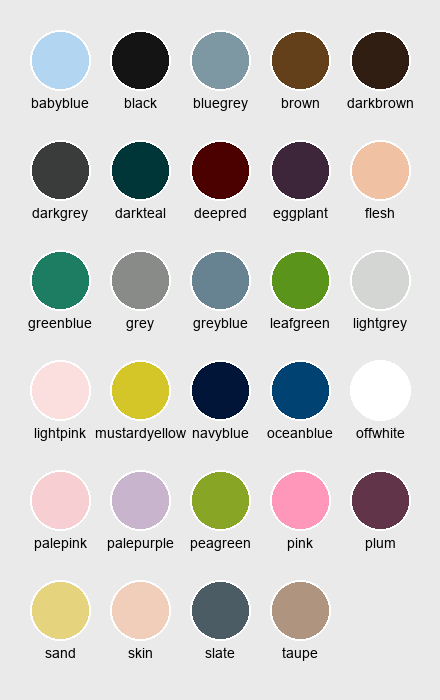 babyblue black bluegrey brown darkbrown
darkgrey darkteal deepred eggplant flesh
greenblue grey greyblue leafgreen lightgrey
lightpink mustardyellow navyblue oceanblue offwhite
palepink palepurple peagreen pink plum
sand skin slate taupe